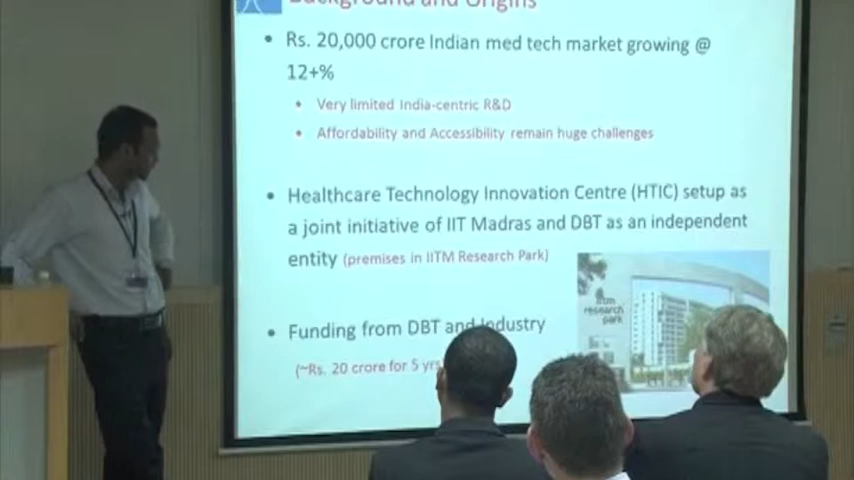 Background and Origins
• Rs. 20,000 crore Indian med tech market growing @
12+%
• Very limited India-centric R&D
• Affordability and Accessibility remain huge challenges
• Healthcare Technology Innovation Centre (HTIC) setup as
a joint initiative of IIT Madras and DBT as an independent
entity (premises in IITM Research Park)
• Funding from DBT and Industry
(~Rs. 20 crore for 5 yrs
iitm
research
park